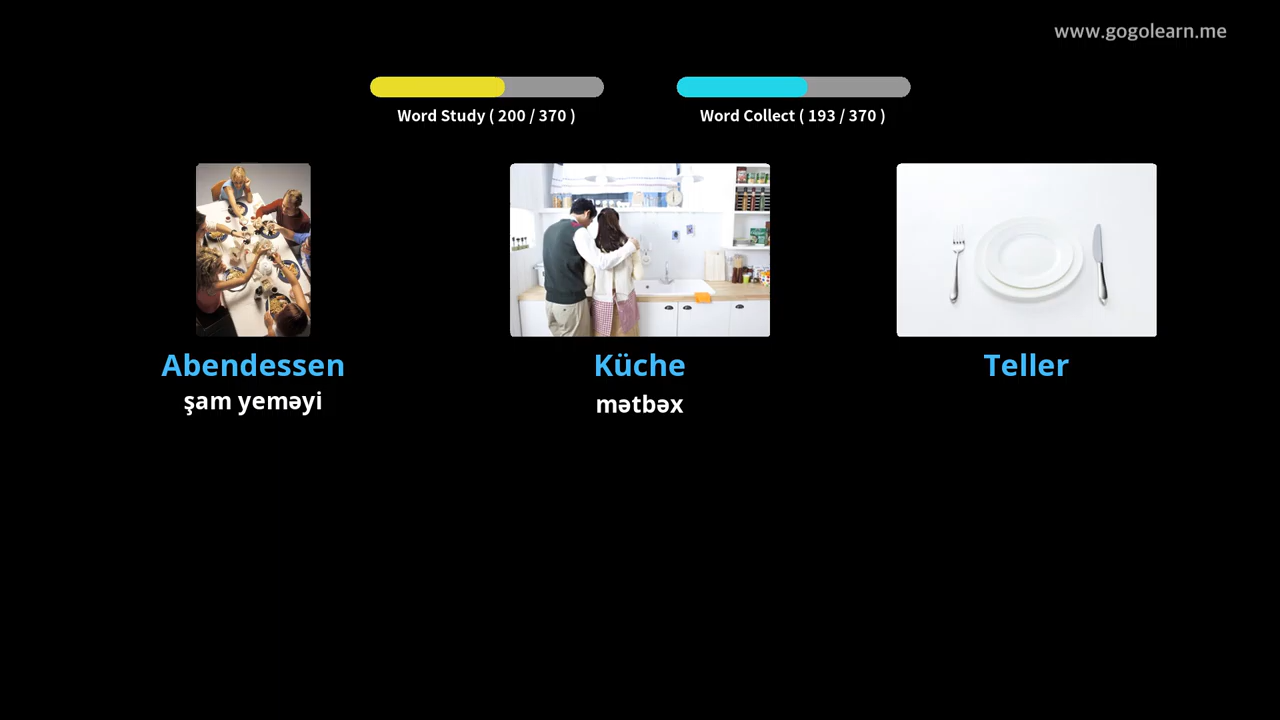 www.gogolearn.me
Word Study ( 200 / 370 )
Word Collect ( 193 / 370 )
Abendessen
şam yeməyi
Küche
mətbəx
Teller